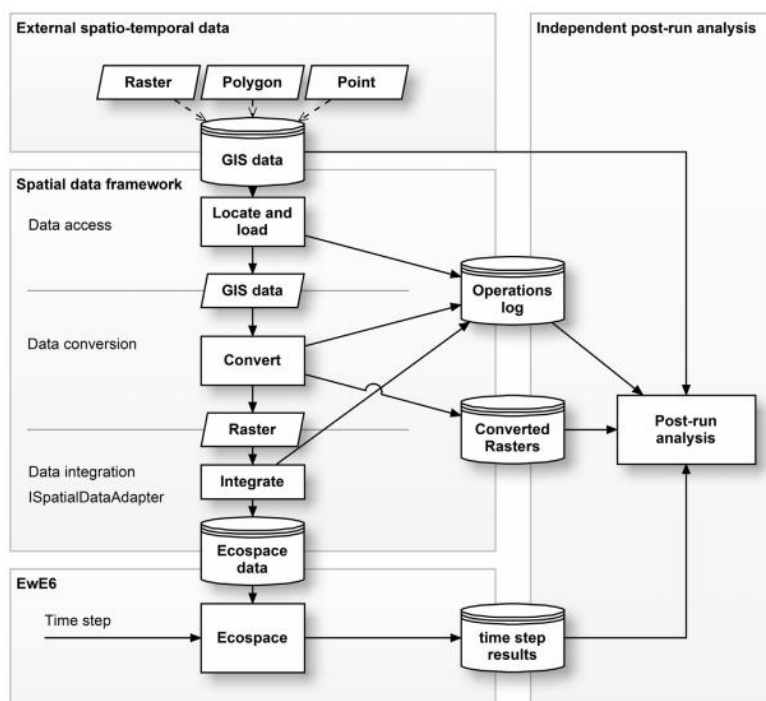 External spatio-temporal data
Independent post-run analysis
Raster
Polygon
Point
GIS data
Spatial data framework
Data access
Locate and
load
GIS data
Operations
log
Data conversion
Convert
Raster
Converted
Rasters
Post-run
analysis
Data integration
ISpatialDataAdapter
Integrate
Ecospace
data
EwE6
Time step
Ecospace
time step
results